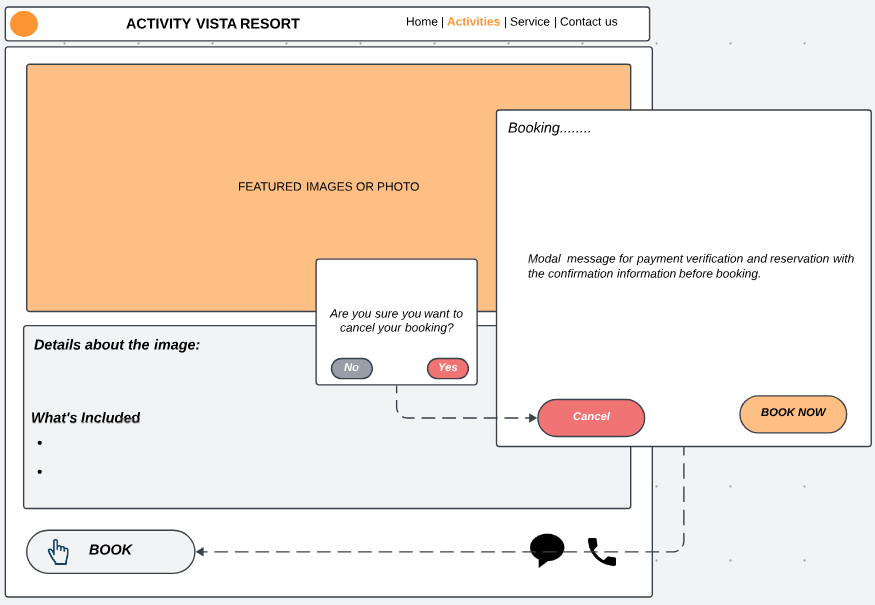 ACTIVITY VISTA RESORT
Home | Activities | Service | Contact us
FEATURED IMAGES OR PHOTO
Booking........
Modal message for payment verification and reservation with
the confirmation information before booking.
Are you sure you want to
cancel your booking?
No
Yes
Details about the image:
What's Included
Cancel
BOOK NOW
BOOK